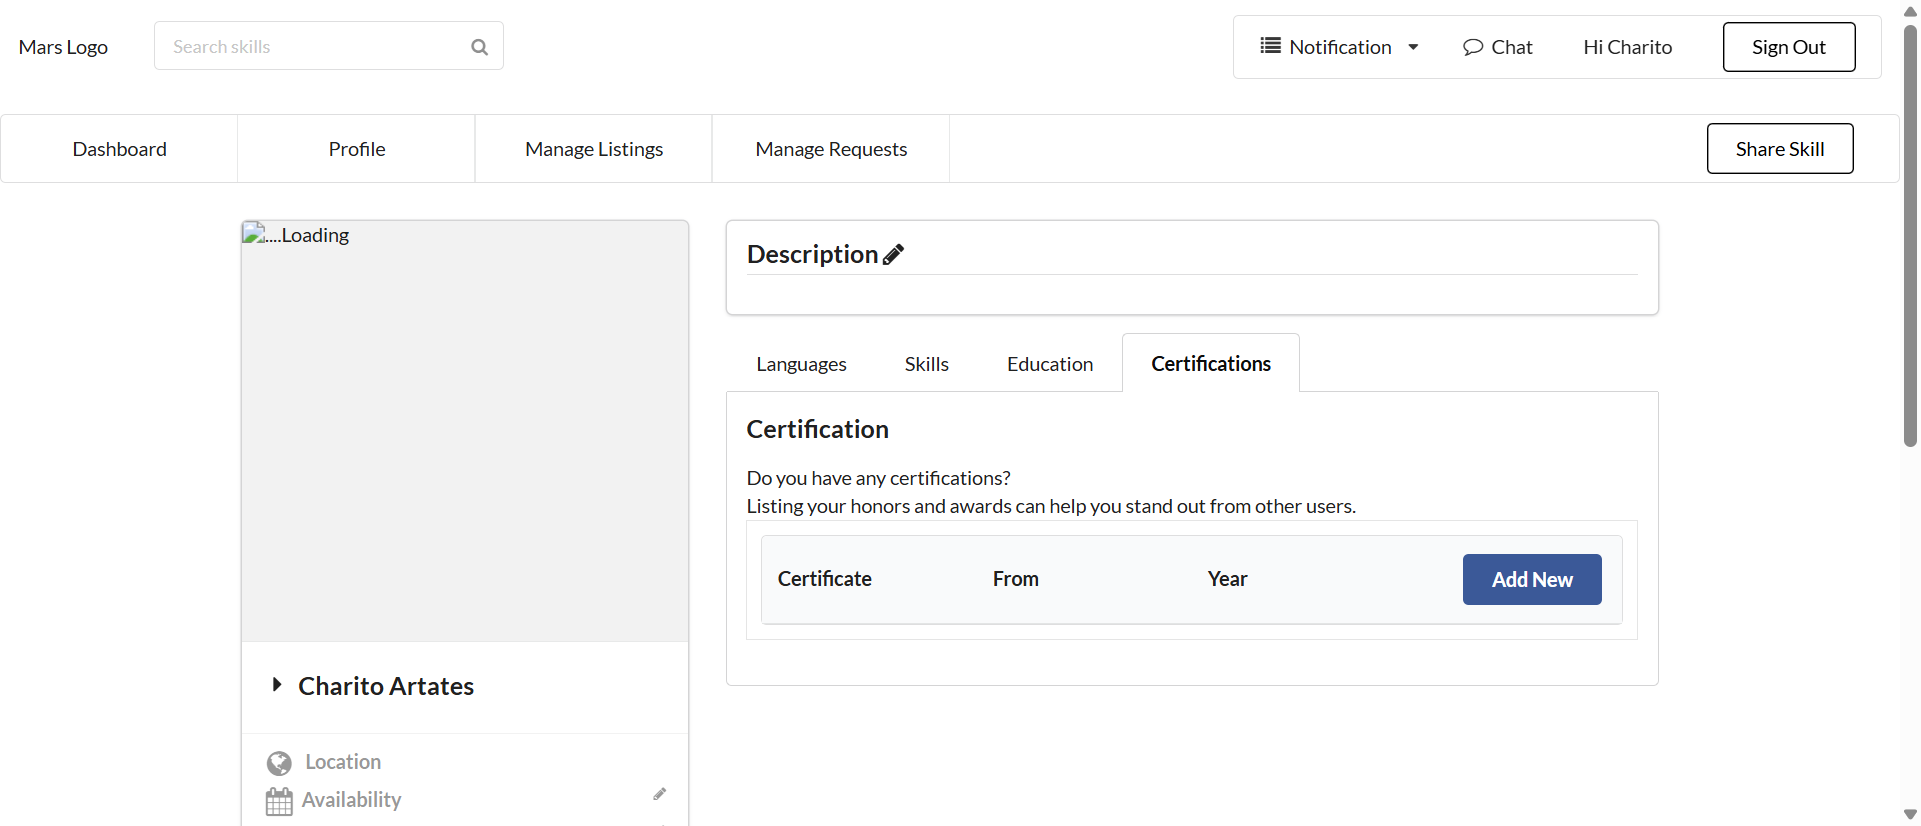 Mars Logo
Search skills
Notification
Chat
Hi Charito
Sign Out
Dashboard
Profile
Manage Listings
Manage Requests
Share Skill
....Loading
Charito Artates
Location
Availability
Description
Languages
Skills
Education
Certifications
Certification
Do you have any certifications?
Listing your honors and awards can help you stand out from other users.
Certificate
From
Year
Add New